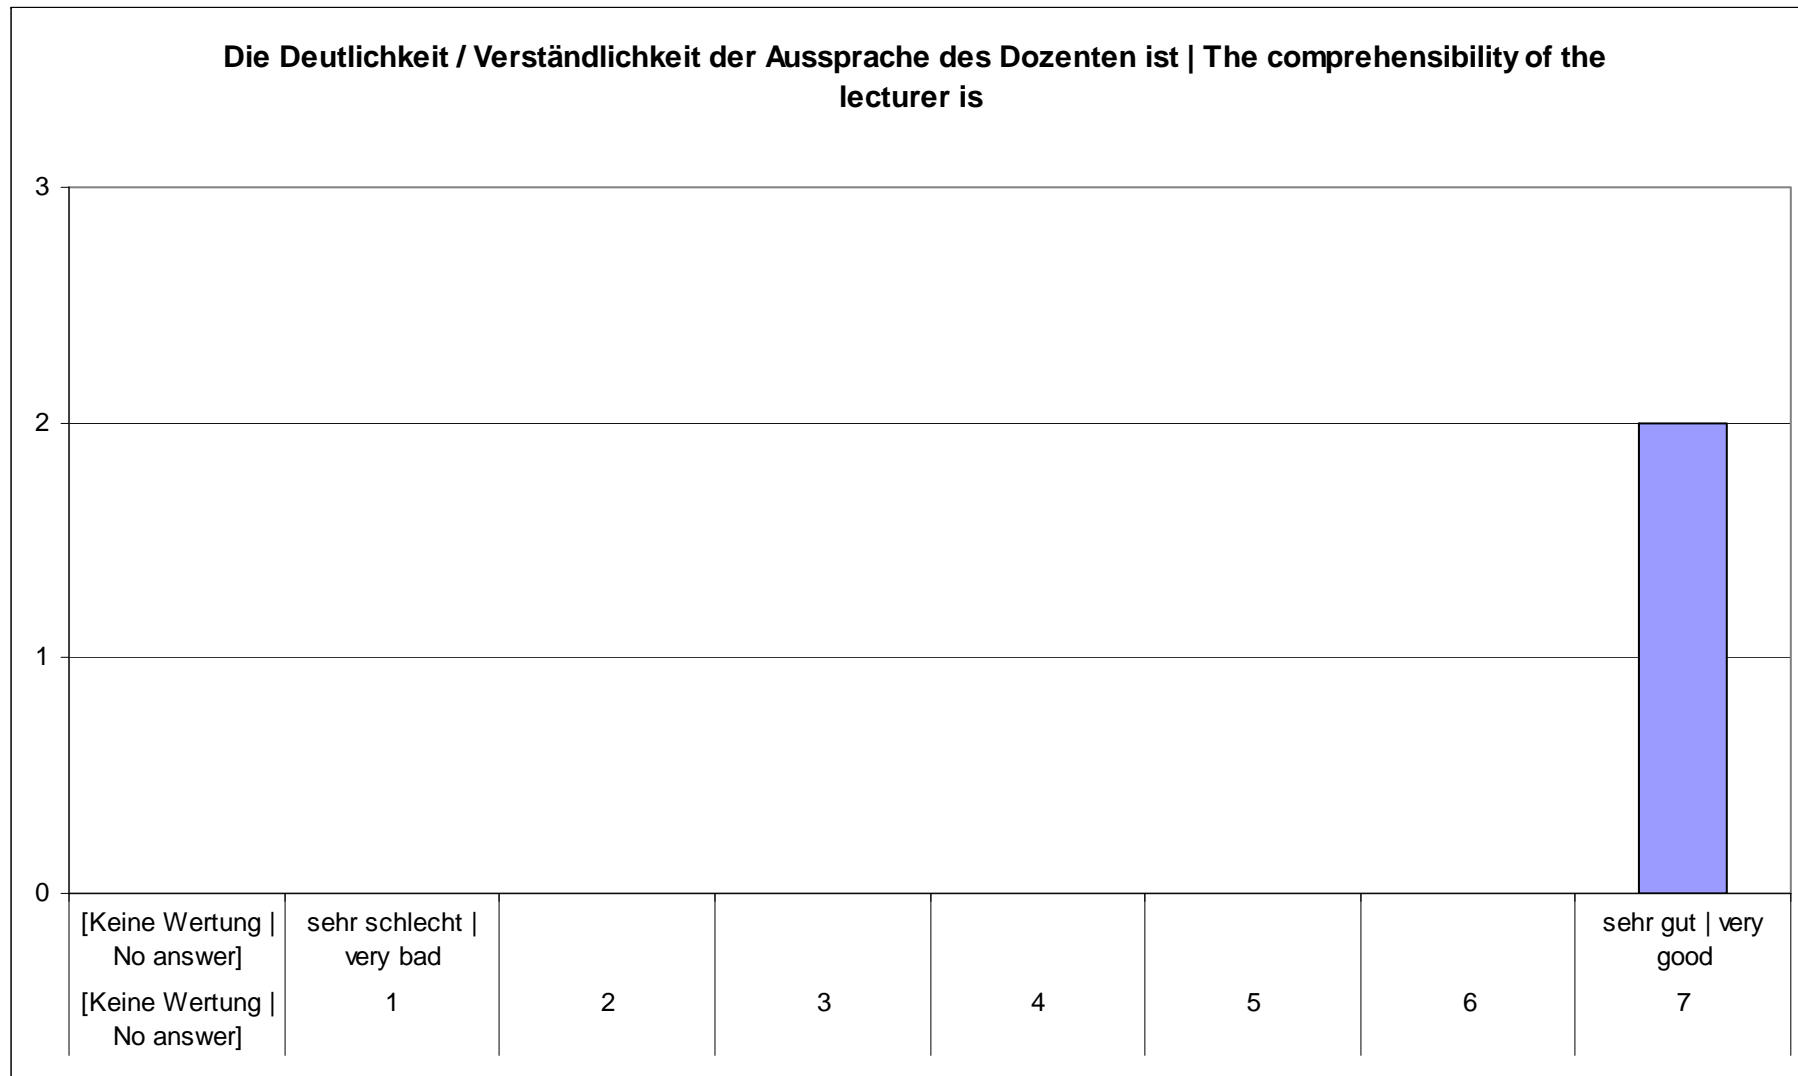 Die Deutlichkeit / Verständlichkeit der Aussprache des Dozenten ist | The comprehensibility of the
lecturer is
3
2
1
0
[Keine Wertung |
No answer]
sehr schlecht |
very bad
sehr gut | very
good
[Keine Wertung |
No answer]
1
2
3
4
5
6
7